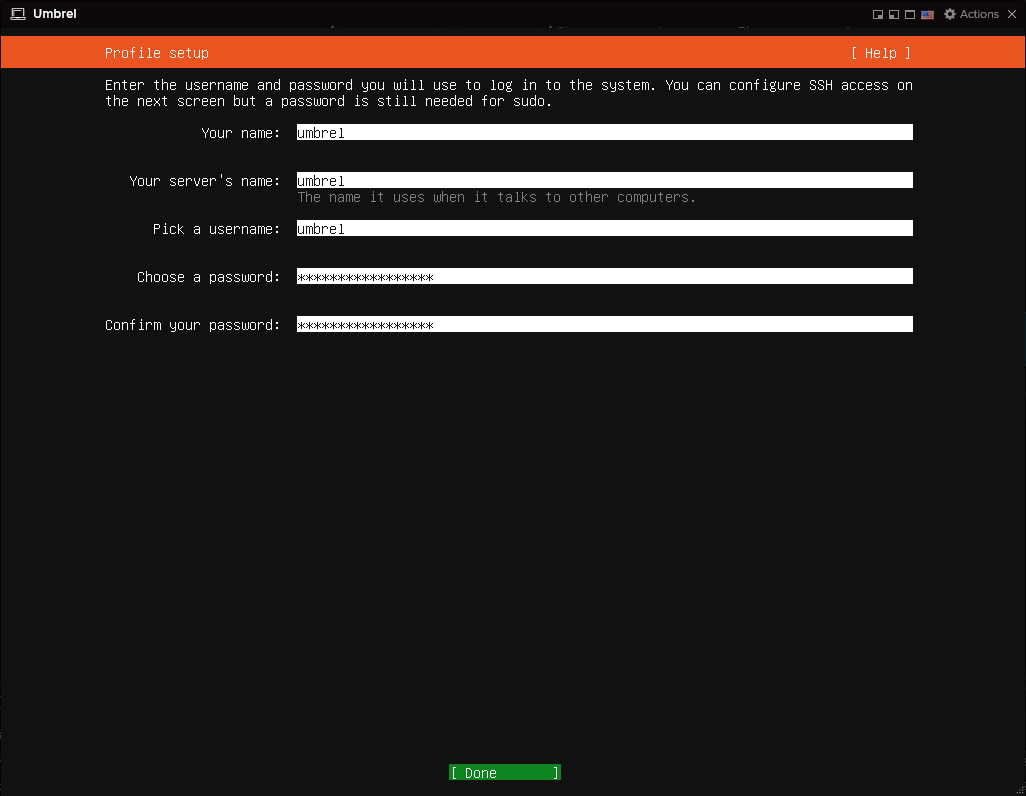 Umbrel
Actions
Profile setup [ Help ]
Enter the username and password you will use to log in to the system. You can configure SSH access on
the next screen but a password is still needed for sudo.
Your name: umbrel
Your server's name: umbrel
The name it uses when it talks to other computers.
Pick a username: umbrel
Choose a password: *****************
Confirm your password: *****************
[ Done ]